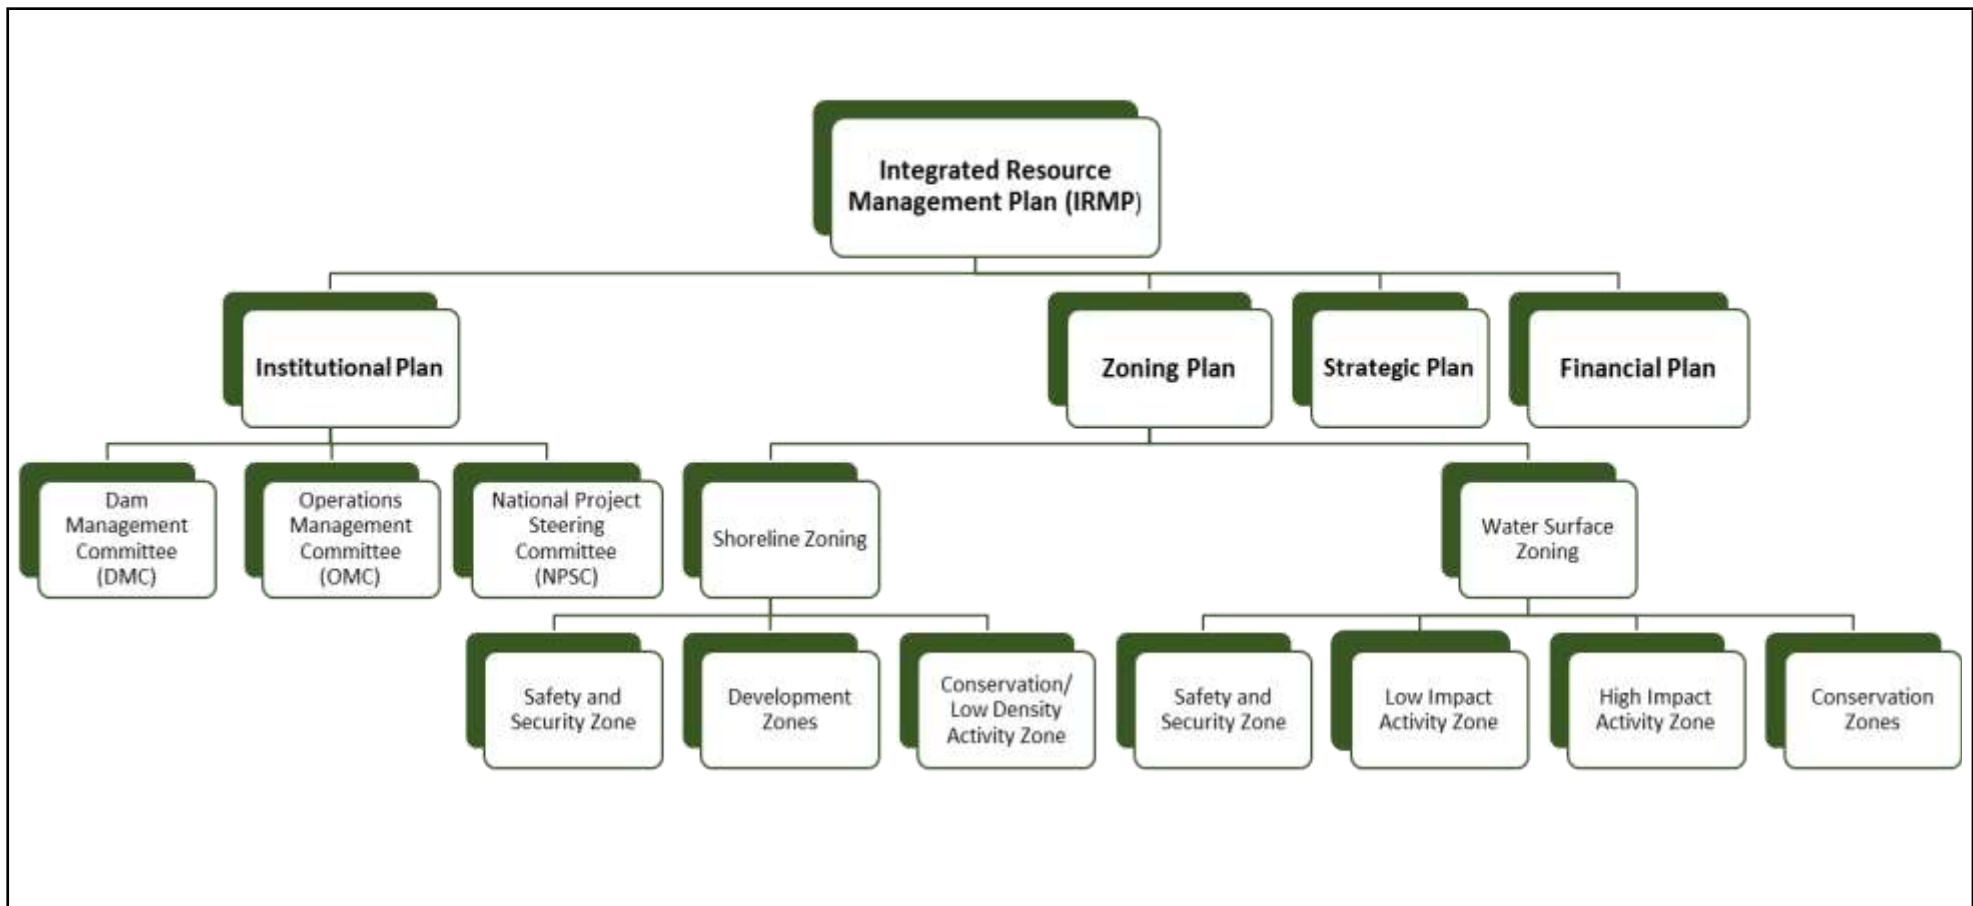 Integrated Resource
Management Plan (IRMP)
Institutional Plan
Zoning Plan
Strategic Plan
Financial Plan
Dam
Management
Committee
(DMC)
Operations
Management
Committee
(OMC)
National Project
Steering
Committee
(NPSC)
Shoreline Zoning
Water Surface
Zoning
Safety and
Security Zone
Development
Zones
Conservation/
Low Density
Activity Zone
Safety and
Security Zone
Low Impact
Activity Zone
High Impact
Activity Zone
Conservation
Zones